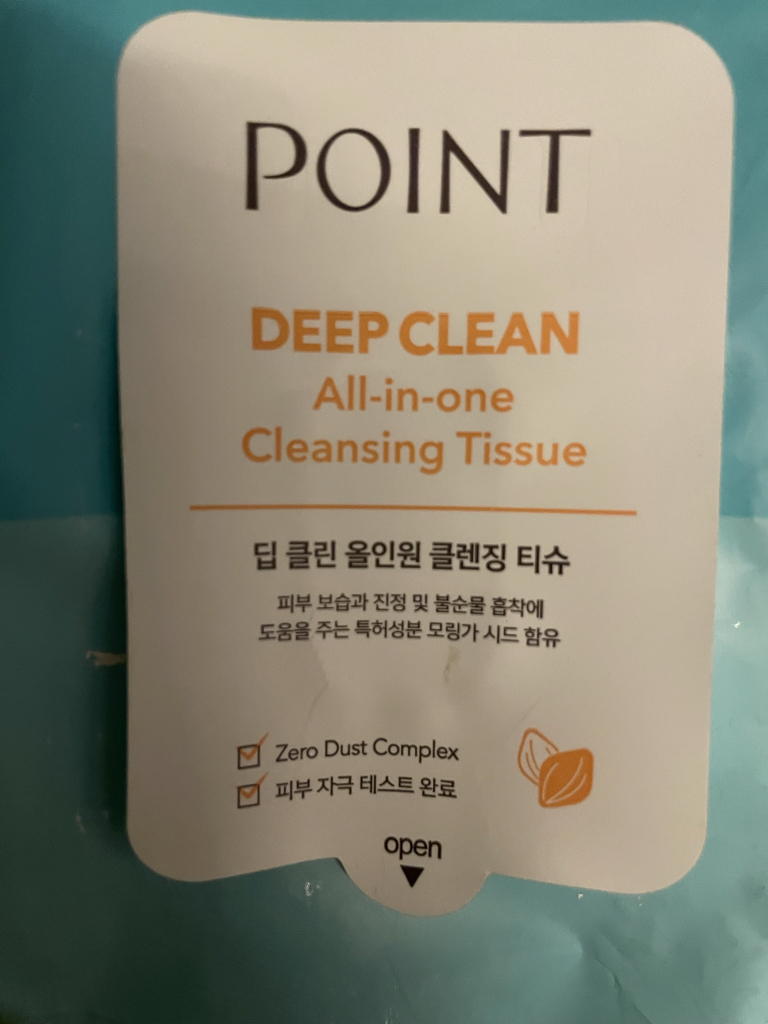 POINT
DEEP CLEAN
All-in-one
Cleansing Tissue
딥 클린 올인원 클렌징 티슈
피부 보습과 진정 및 불순물 흡착에
도움을 주는 특허성분 모링가 시드 함유
Zero Dust Complex
피부 자극 테스트 완료
open